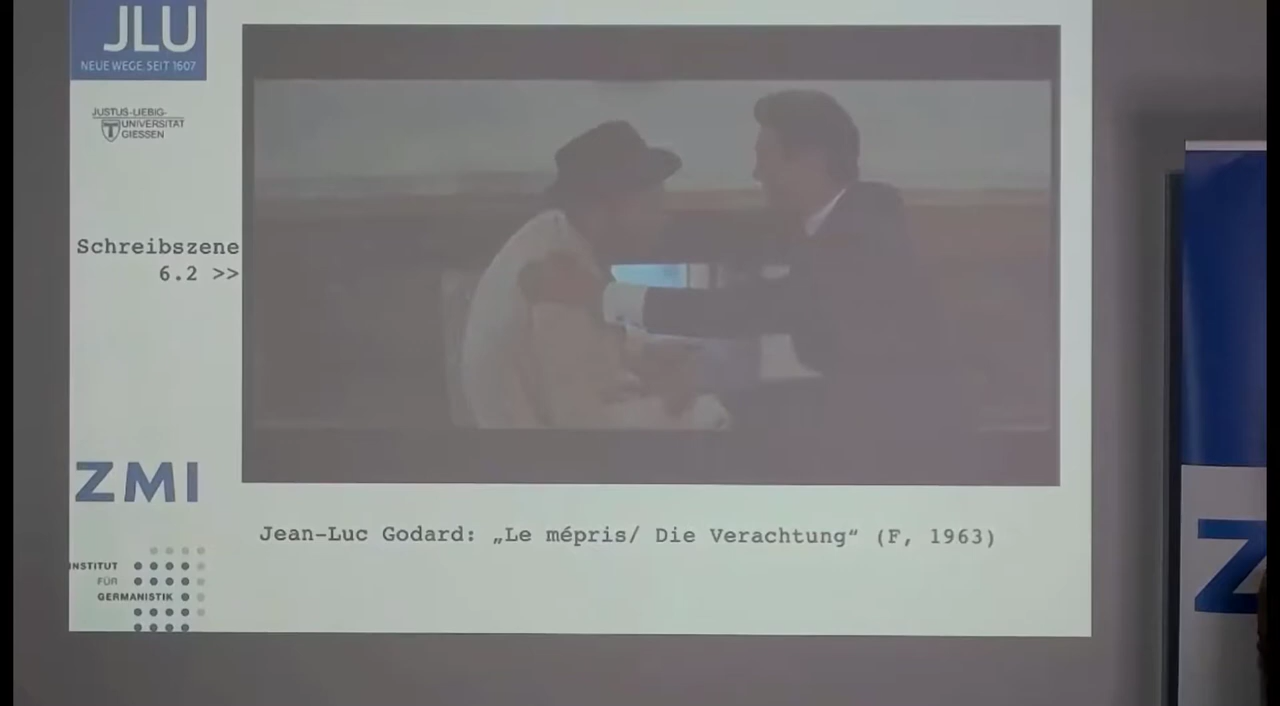 JLU
NEUE WEGE. SEIT 1607
JUSTUS-LIEBIG-
UNIVERSITÄT
GIESSEN
Schreibszene
6.2 >>
ZMI
INSTITUT
FÜR
GERMANISTIK
Jean-Luc Godard: „Le mépris/ Die Verachtung“ (F, 1963)
Z